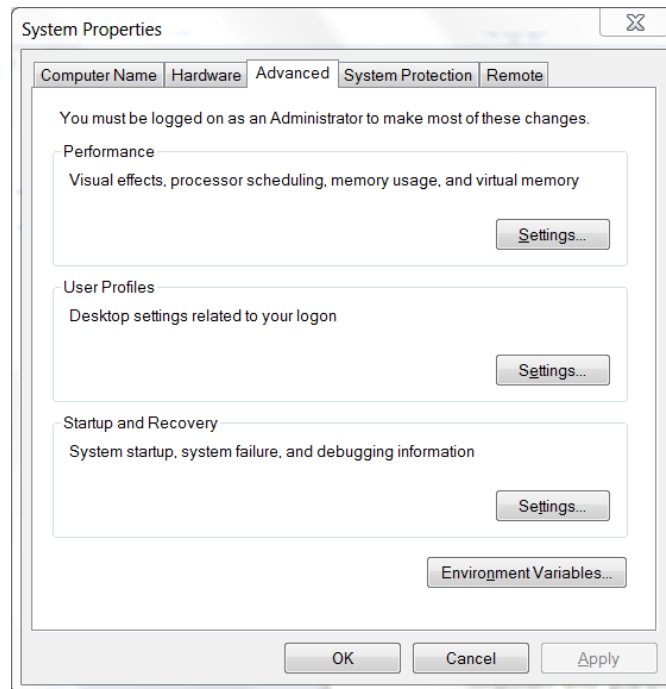 System Properties
Computer Name Hardware Advanced System Protection Remote
You must be logged on as an Administrator to make most of these changes.
Performance
Visual effects, processor scheduling, memory usage, and virtual memory
Settings...
User Profiles
Desktop settings related to your logon
Settings...
Startup and Recovery
System startup, system failure, and debugging information
Settings...
Environment Variables...
OK Cancel Apply